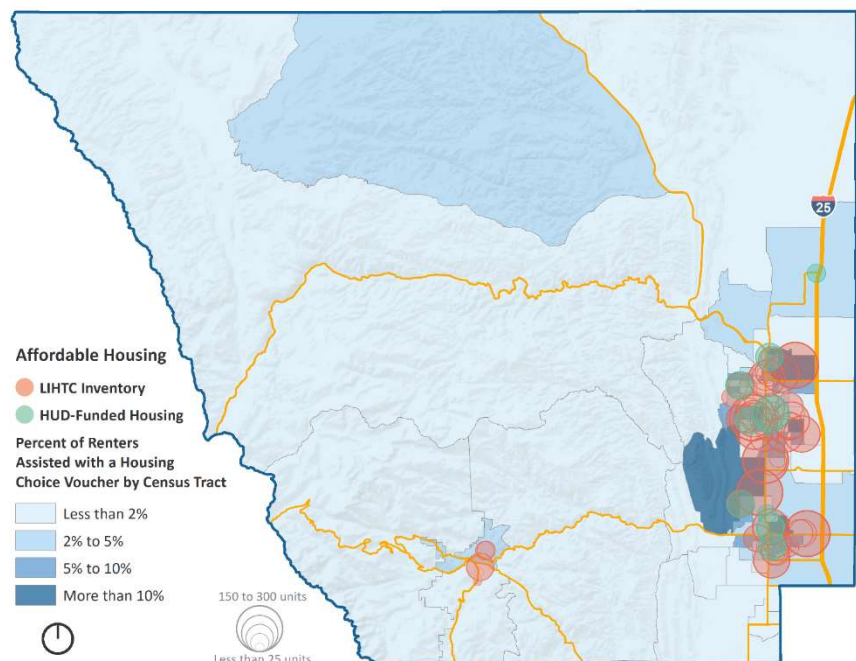 25
Affordable Housing
LIHTC Inventory
HUD-Funded Housing
Percent of Renters
Assisted with a Housing
Choice Voucher by Census Tract
Less than 2%
2% to 5%
5% to 10%
More than 10%
150 to 300 units
Less than 25 units